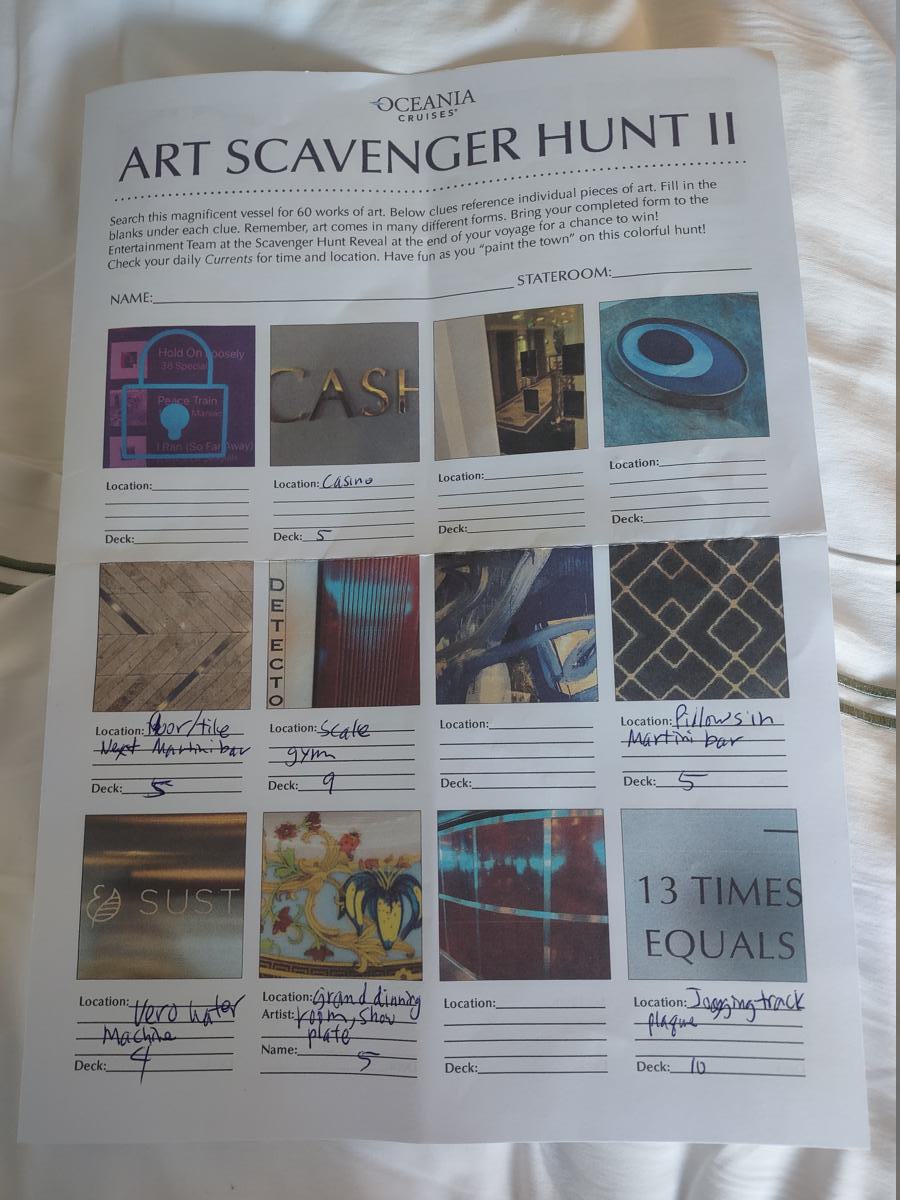 OCEANIA
CRUISES®
ART SCAVENGER HUNT II
Search this magnificent vessel for 60 works of art. Below clues reference individual pieces of art. Fill in the
blanks under each clue. Remember, art comes in many different forms. Bring your completed form to the
Entertainment Team at the Scavenger Hunt Reveal at the end of your voyage for a chance to win!
Check your daily Currents for time and location. Have fun as you "paint the town" on this colorful hunt!
NAME:
STATEROOM:
Hold On Loosely
38 Special
Peace Train
Maniac
I Ran (So Far Away)
CASH
Location:
Deck:
Location: Casino
Deck: 5
Location:
Deck:
Location:
Deck:
DETECTO
Location: floor/tile
Next Martini bar
Deck: 5
Location: Scale
gym
Deck: 9
Location:
Deck:
Location: Pillows in
Martini bar
Deck: 5
SUST
13 TIMES
EQUALS
Location: Vero water
Machine
Deck: 4
Location: Grand dinning
Artist: room, show
plate
Name: 5
Location:
Deck:
Location: Jogging track
plaque
Deck: 10